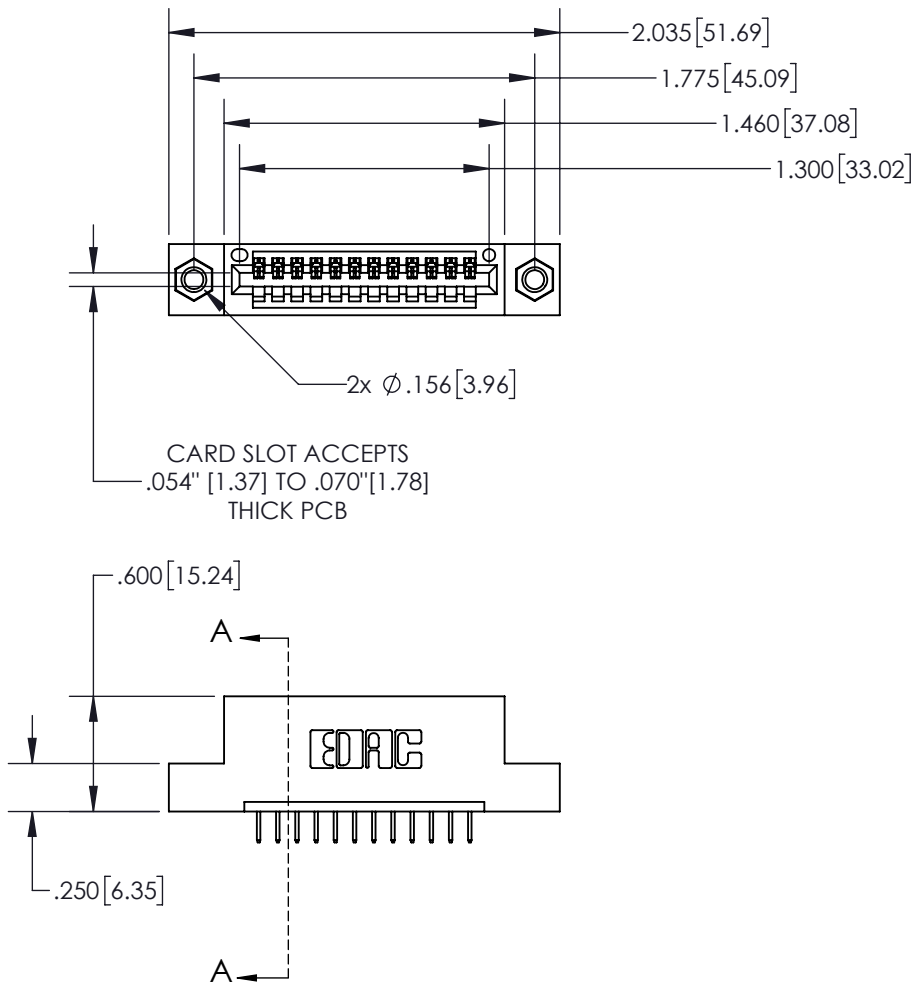 2.035[51.69]
1.775[45.09]
1.460[37.08]
1.300[33.02]
2x ∅.156[3.96]
CARD SLOT ACCEPTS
.054" [1.37] TO .070"[1.78]
THICK PCB
.600[15.24]
A
EDAC
.250[6.35]
A